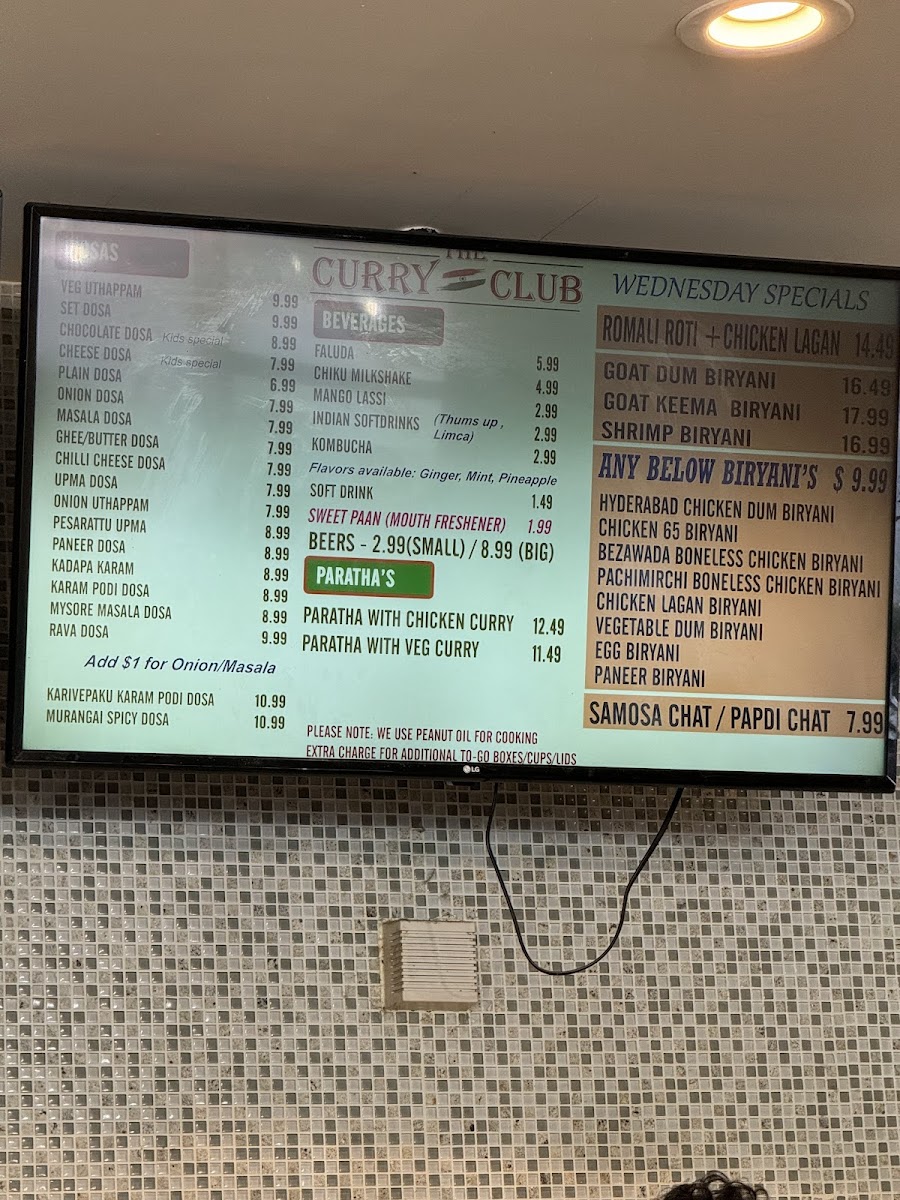 DOSAS
VEG UTHAPPAM 9.99
SET DOSA 9.99
CHOCOLATE DOSA Kids special 8.99
CHEESE DOSA Kids special 7.99
PLAIN DOSA 6.99
ONION DOSA 7.99
MASALA DOSA 7.99
GHEE/BUTTER DOSA 7.99
CHILLI CHEESE DOSA 7.99
UPMA DOSA 7.99
ONION UTHAPPAM 7.99
PESARATTU UPMA 8.99
PANEER DOSA 8.99
KADAPA KARAM 8.99
KARAM PODI DOSA 8.99
MYSORE MASALA DOSA 8.99
RAVA DOSA 9.99
Add $1 for Onion/Masala
KARIVEPAKU KARAM PODI DOSA 10.99
MURANGAI SPICY DOSA 10.99
THE
CURRY CLUB
BEVERAGES
FALUDA 5.99
CHIKU MILKSHAKE 4.99
MANGO LASSI 2.99
INDIAN SOFTDRINKS (Thums up , Limca) 2.99
KOMBUCHA 2.99
Flavors available: Ginger, Mint, Pineapple
SOFT DRINK 1.49
SWEET PAAN (MOUTH FRESHENER) 1.99
BEERS - 2.99(SMALL) / 8.99 (BIG)
PARATHA'S
PARATHA WITH CHICKEN CURRY 12.49
PARATHA WITH VEG CURRY 11.49
PLEASE NOTE: WE USE PEANUT OIL FOR COOKING
EXTRA CHARGE FOR ADDITIONAL TO-GO BOXES/CUPS/LIDS
WEDNESDAY SPECIALS
ROMALI ROTI + CHICKEN LAGAN 14.49
GOAT DUM BIRYANI 16.49
GOAT KEEMA BIRYANI 17.99
SHRIMP BIRYANI 16.99
ANY BELOW BIRYANI'S $ 9.99
HYDERABAD CHICKEN DUM BIRYANI
CHICKEN 65 BIRYANI
BEZAWADA BONELESS CHICKEN BIRYANI
PACHIMIRCHI BONELESS CHICKEN BIRYANI
CHICKEN LAGAN BIRYANI
VEGETABLE DUM BIRYANI
EGG BIRYANI
PANEER BIRYANI
SAMOSA CHAT / PAPDI CHAT 7.99
LG